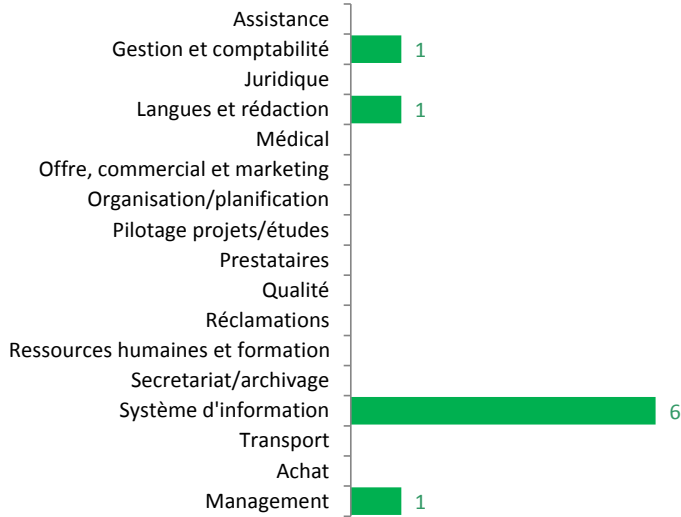 Assistance
Gestion et comptabilité 1
Juridique
Langues et rédaction 1
Médical
Offre, commercial et marketing
Organisation/planification
Pilotage projets/études
Prestataires
Qualité
Réclamations
Ressources humaines et formation
Secretariat/archivage
Système d'information 6
Transport
Achat
Management 1